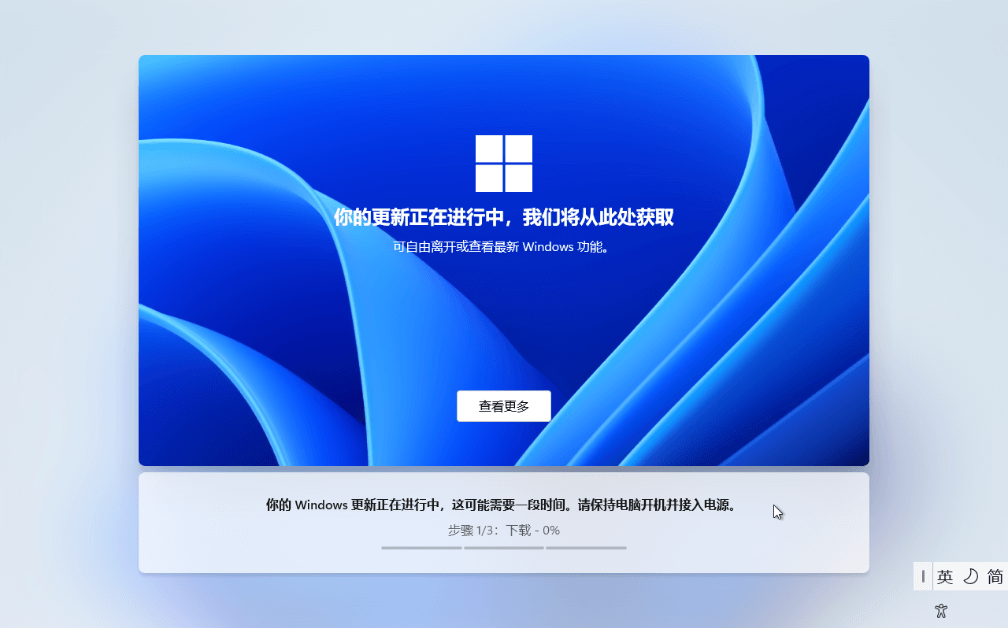 你的更新正在进行中，我们将从此处获取
可自由离开或查看最新 Windows 功能。
查看更多
你的 Windows 更新正在进行中，这可能需要一段时间。请保持电脑开机并接入电源。
步骤 1/3：下载 - 0%
英 简